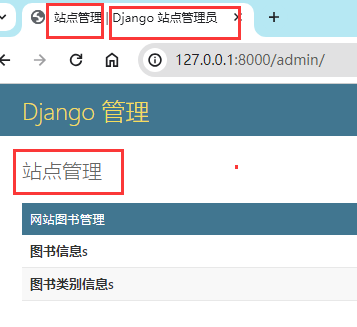 站点管理 | Django 站点管理员
127.0.0.1:8000/admin/
Django 管理
站点管理
网站图书管理
图书信息s
图书类别信息s